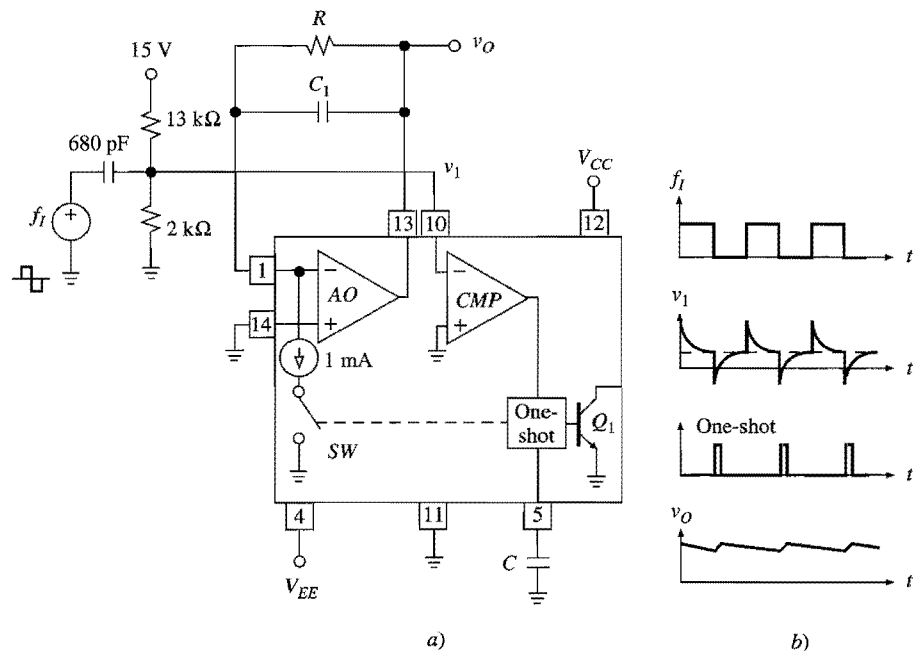 R
v_O
15 V
C_1
13 kΩ
680 pF
v_1
V_CC
f_I
+
2 kΩ
13
10
12
1
−
AO
+
14
1 mA
−
CMP
+
SW
One-
shot
Q_1
4
11
5
V_EE
C
a)
f_I
t
v_1
t
One-shot
t
v_O
t
b)